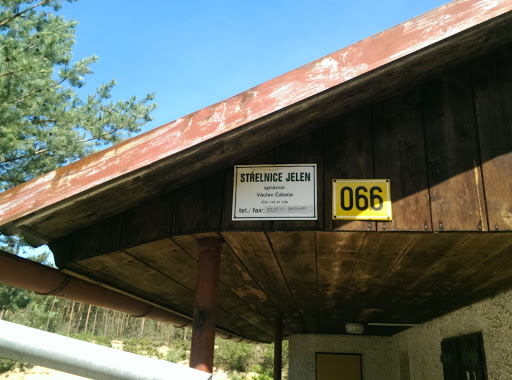 STŘELNICE JELEN
správce:
Václav Čábela
tel./ fax:
066